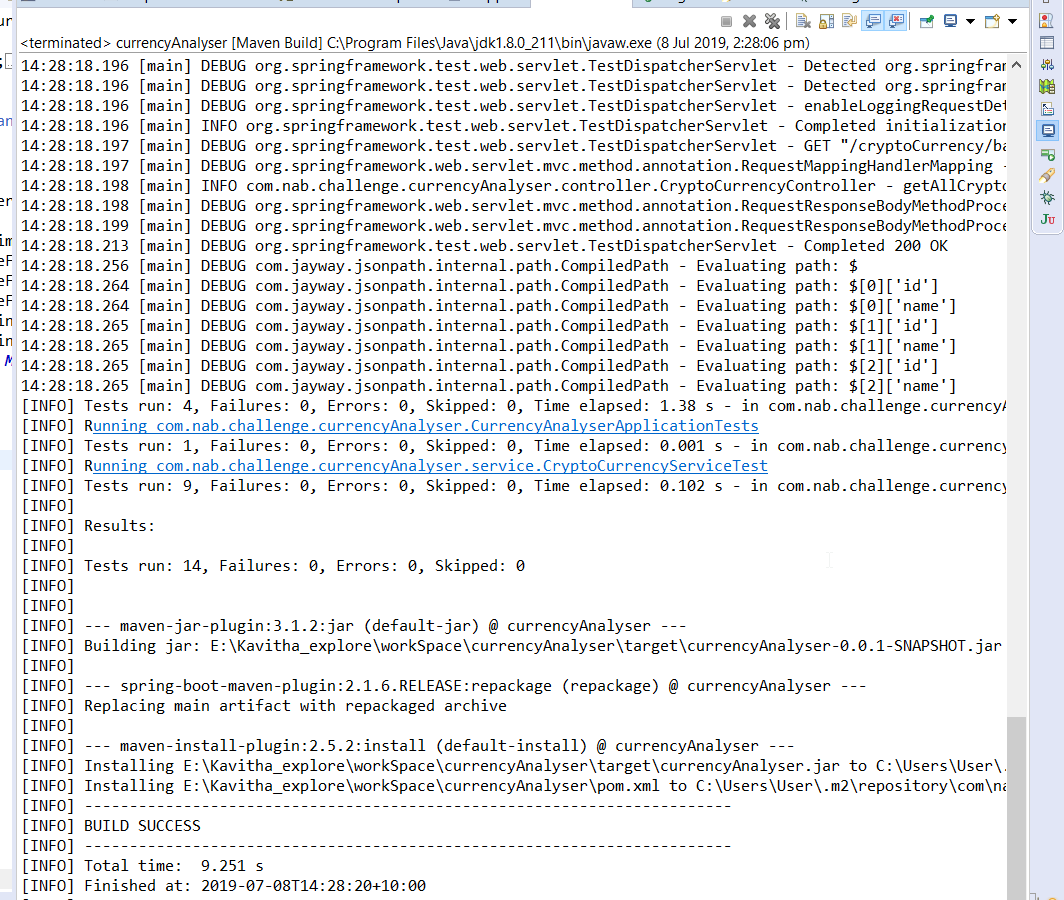 <terminated> currencyAnalyser [Maven Build] C:\Program Files\Java\jdk1.8.0_211\bin\javaw.exe (8 Jul 2019, 2:28:06 pm)
14:28:18.196 [main] DEBUG org.springframework.test.web.servlet.TestDispatcherServlet - Detected org.springfram
14:28:18.196 [main] DEBUG org.springframework.test.web.servlet.TestDispatcherServlet - Detected org.springfram
14:28:18.196 [main] DEBUG org.springframework.test.web.servlet.TestDispatcherServlet - enableLoggingRequestDet
14:28:18.196 [main] INFO org.springframework.test.web.servlet.TestDispatcherServlet - Completed initialization
14:28:18.197 [main] DEBUG org.springframework.test.web.servlet.TestDispatcherServlet - GET "/cryptoCurrency/ba
14:28:18.197 [main] DEBUG org.springframework.web.servlet.mvc.method.annotation.RequestMappingHandlerMapping -
14:28:18.198 [main] INFO com.nab.challenge.currencyAnalyser.controller.CryptoCurrencyController - getAllCrypto
14:28:18.198 [main] DEBUG org.springframework.web.servlet.mvc.method.annotation.RequestResponseBodyMethodProce
14:28:18.199 [main] DEBUG org.springframework.web.servlet.mvc.method.annotation.RequestResponseBodyMethodProce
14:28:18.213 [main] DEBUG org.springframework.test.web.servlet.TestDispatcherServlet - Completed 200 OK
14:28:18.256 [main] DEBUG com.jayway.jsonpath.internal.path.CompiledPath - Evaluating path: $
14:28:18.264 [main] DEBUG com.jayway.jsonpath.internal.path.CompiledPath - Evaluating path: $[0]['id']
14:28:18.264 [main] DEBUG com.jayway.jsonpath.internal.path.CompiledPath - Evaluating path: $[0]['name']
14:28:18.265 [main] DEBUG com.jayway.jsonpath.internal.path.CompiledPath - Evaluating path: $[1]['id']
14:28:18.265 [main] DEBUG com.jayway.jsonpath.internal.path.CompiledPath - Evaluating path: $[1]['name']
14:28:18.265 [main] DEBUG com.jayway.jsonpath.internal.path.CompiledPath - Evaluating path: $[2]['id']
14:28:18.265 [main] DEBUG com.jayway.jsonpath.internal.path.CompiledPath - Evaluating path: $[2]['name']
[INFO] Tests run: 4, Failures: 0, Errors: 0, Skipped: 0, Time elapsed: 1.38 s - in com.nab.challenge.currencyA
[INFO] Running com.nab.challenge.currencyAnalyser.CurrencyAnalyserApplicationTests
[INFO] Tests run: 1, Failures: 0, Errors: 0, Skipped: 0, Time elapsed: 0.001 s - in com.nab.challenge.currency
[INFO] Running com.nab.challenge.currencyAnalyser.service.CryptoCurrencyServiceTest
[INFO] Tests run: 9, Failures: 0, Errors: 0, Skipped: 0, Time elapsed: 0.102 s - in com.nab.challenge.currency
[INFO]
[INFO] Results:
[INFO]
[INFO] Tests run: 14, Failures: 0, Errors: 0, Skipped: 0
[INFO]
[INFO]
[INFO] --- maven-jar-plugin:3.1.2:jar (default-jar) @ currencyAnalyser ---
[INFO] Building jar: E:\Kavitha_explore\workSpace\currencyAnalyser\target\currencyAnalyser-0.0.1-SNAPSHOT.jar
[INFO]
[INFO] --- spring-boot-maven-plugin:2.1.6.RELEASE:repackage (repackage) @ currencyAnalyser ---
[INFO] Replacing main artifact with repackaged archive
[INFO]
[INFO] --- maven-install-plugin:2.5.2:install (default-install) @ currencyAnalyser ---
[INFO] Installing E:\Kavitha_explore\workSpace\currencyAnalyser\target\currencyAnalyser.jar to C:\Users\User\.
[INFO] Installing E:\Kavitha_explore\workSpace\currencyAnalyser\pom.xml to C:\Users\User\.m2\repository\com\na
[INFO] ------------------------------------------------------------------------
[INFO] BUILD SUCCESS
[INFO] ------------------------------------------------------------------------
[INFO] Total time:  9.251 s
[INFO] Finished at: 2019-07-08T14:28:20+10:00